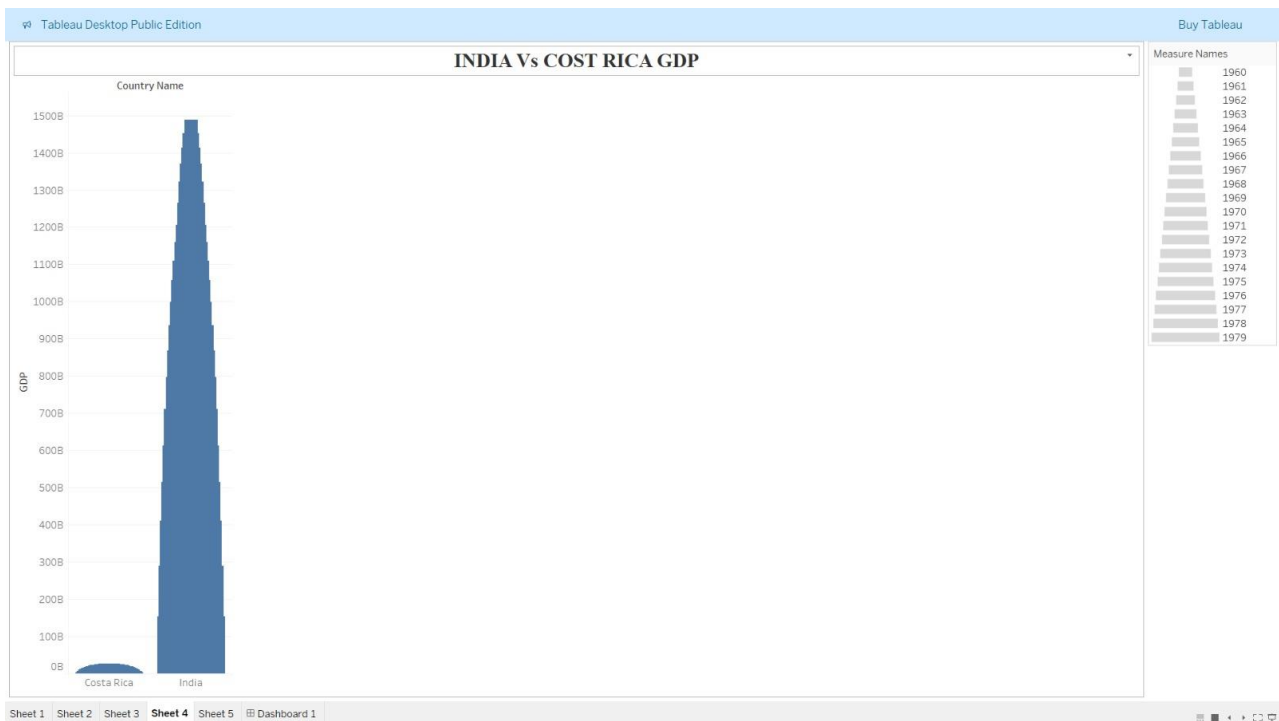 Tableau Desktop Public Edition
Buy Tableau
INDIA Vs COST RICA GDP
Country Name
1500B
1400B
1300B
1200B
1100B
1000B
900B
800B
700B
600B
500B
400B
300B
200B
100B
0B
GDP
Costa Rica India
Measure Names
1960
1961
1962
1963
1964
1965
1966
1967
1968
1969
1970
1971
1972
1973
1974
1975
1976
1977
1978
1979
Sheet 1 Sheet 2 Sheet 3 Sheet 4 Sheet 5 Dashboard 1